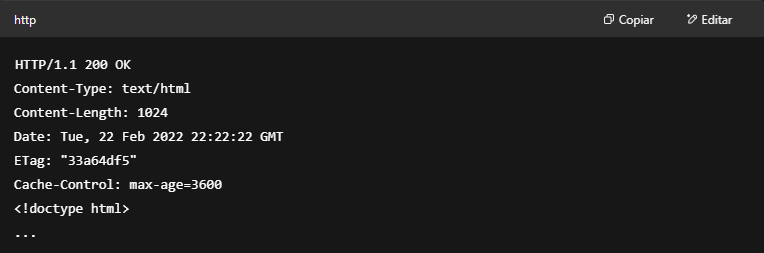 http
Copiar
Editar
HTTP/1.1 200 OK
Content-Type: text/html
Content-Length: 1024
Date: Tue, 22 Feb 2022 22:22:22 GMT
ETag: "33a64df5"
Cache-Control: max-age=3600
<!doctype html>
...